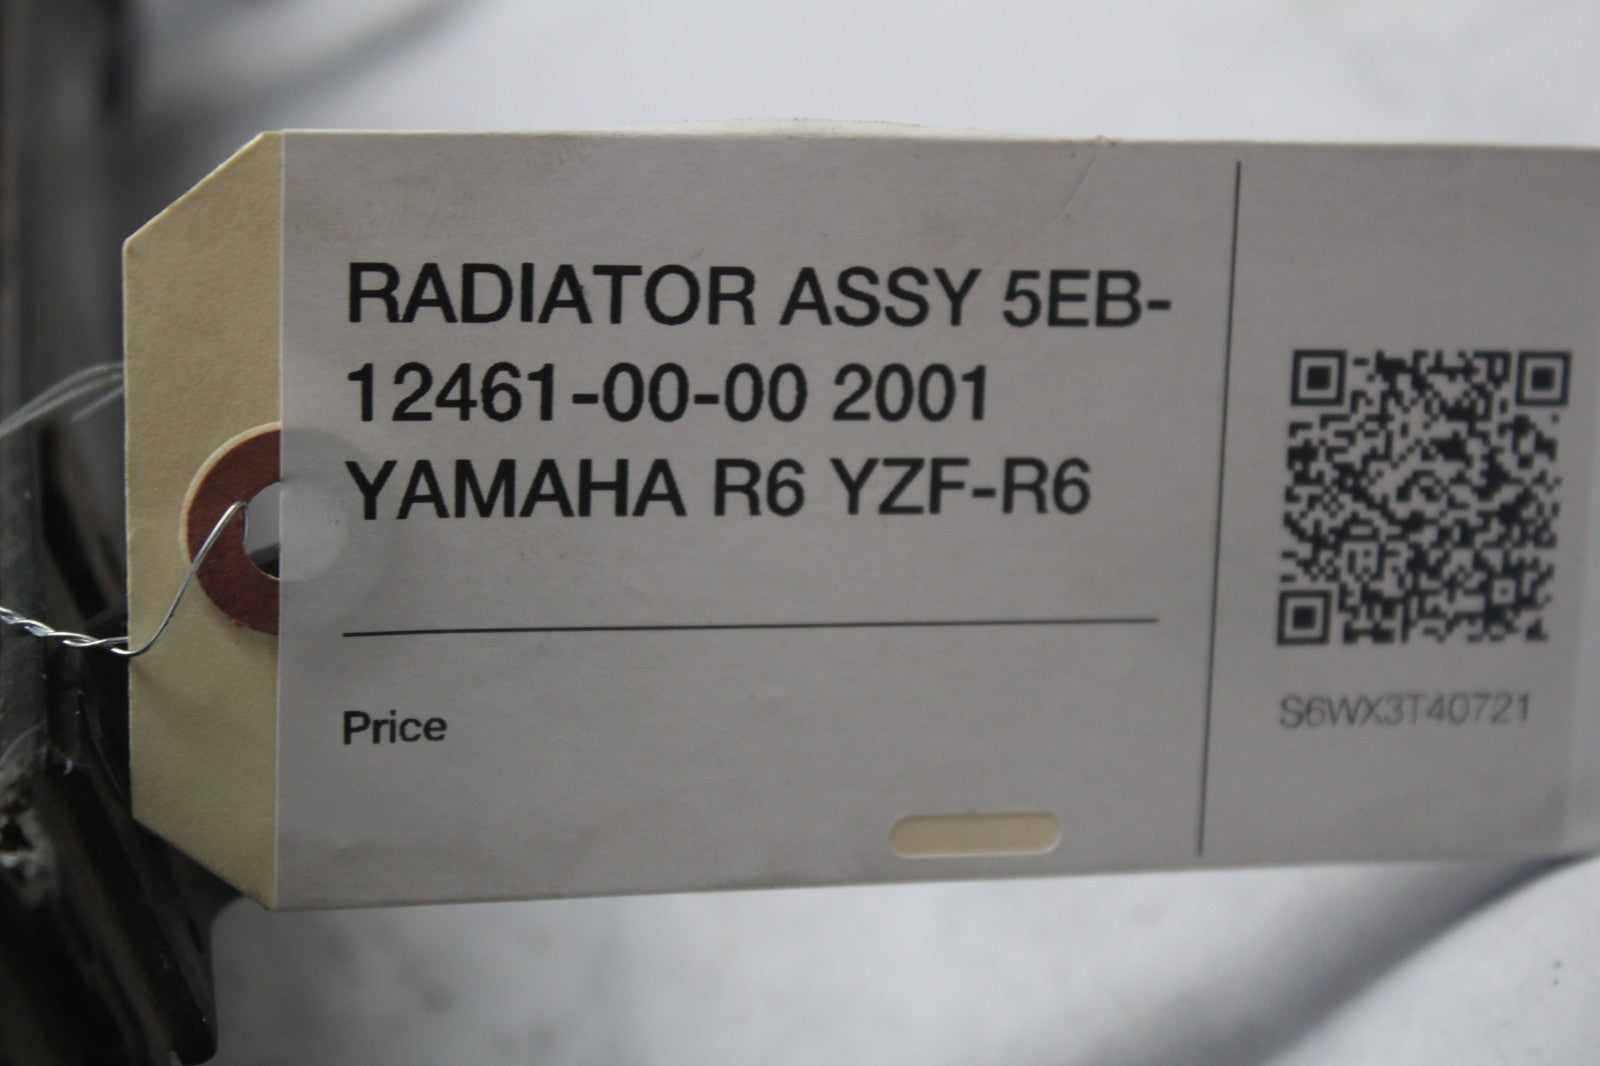 RADIATOR ASSY 5EB-
12461-00-00 2001
YAMAHA R6 YZF-R6
Price
S6WX3T40721